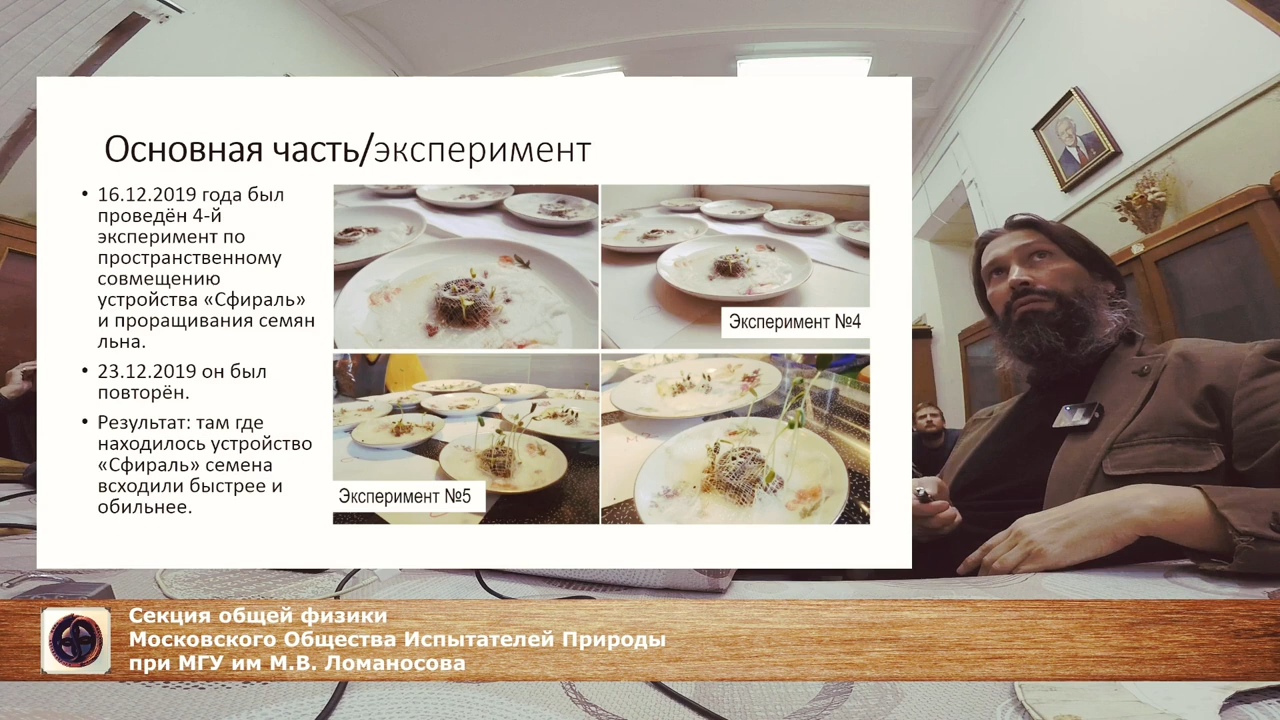 Основная часть/эксперимент
• 16.12.2019 года был
проведён 4-й
эксперимент по
пространственному
совмещению
устройства «Сфираль»
и проращивания семян
льна.
• 23.12.2019 он был
повторён.
• Результат: там где
находилось устройство
«Сфираль» семена
всходили быстрее и
обильнее.
Эксперимент №4
Эксперимент №5
Секция общей физики
Московского Общества Испытателей Природы
при МГУ им М.В. Ломаносова